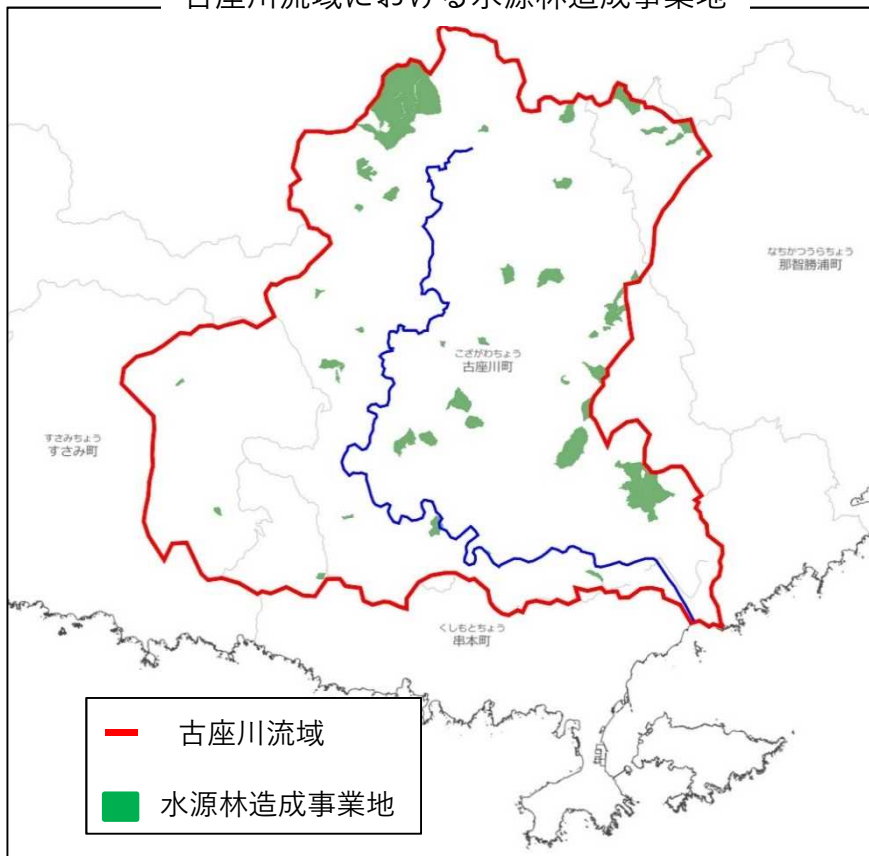 古座川流域における水源林造成事業地
なちかつうらちょう
那智勝浦町
こざがわちょう
古座川町
すさみちょう
すさみ町
くしもとちょう
串本町
古座川流域
水源林造成事業地